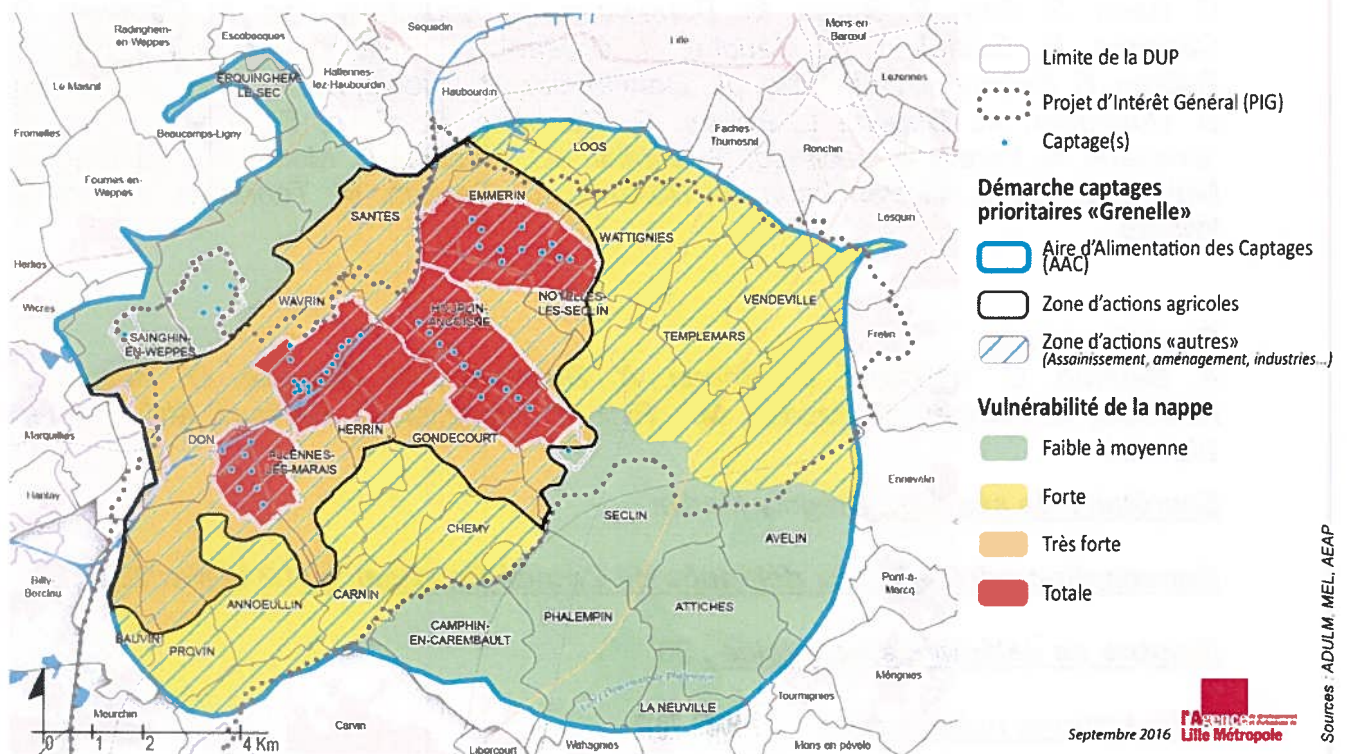 Radinghem-
en-Weppes
Escobecques
Sequedin
Lille
Mons en
Barœul
Le Maisnil
ERQUINGHEM-
LE-SEC
Hallennes-
lez-Haubourdin
Haubourdin
Lezennes
Fromelles
Beaucamps-Ligny
Faches
Thumesnil
Ronchin
LOOS
Fournes en-
Weppes
SANTES
EMMERIN
Lesquin
WATTIGNIES
Herlies
Wicres
WAVRIN
NOYELLES-
LES-SECLIN
VENDEVILLE
SAINGHIN-
EN-WEPPES
TEMPLEMARS
Fretin
Marquillies
DON
HERRIN
GONDECOURT
ALLENNES-
LES-MARAIS
Hantay
Ennevelin
SECLIN
CHEMY
AVELIN
Billy-
Berclau
ANNOEULLIN
CARNIN
Pont-à-
Marcq
ATTICHES
PHALEMPIN
CAMPHIN-
EN-CAREMBAULT
BAUVIN
PROVIN
Mérignies
LA NEUVILLE
Tourmignies
Meurchin
Carvin
Libercourt
Wahagnies
Mons en pévèle
0 1 2 4 Km
Limite de la DUP
Projet d'Intérêt Général (PIG)
Captage(s)
Démarche captages
prioritaires «Grenelle»
Aire d'Alimentation des Captages
(AAC)
Zone d'actions agricoles
Zone d'actions «autres»
(Assainissement, aménagement, industries...)
Vulnérabilité de la nappe
Faible à moyenne
Forte
Très forte
Totale
Septembre 2016
l'Agence
Lille Métropole
Sources : ADULM, MEL, AEAP